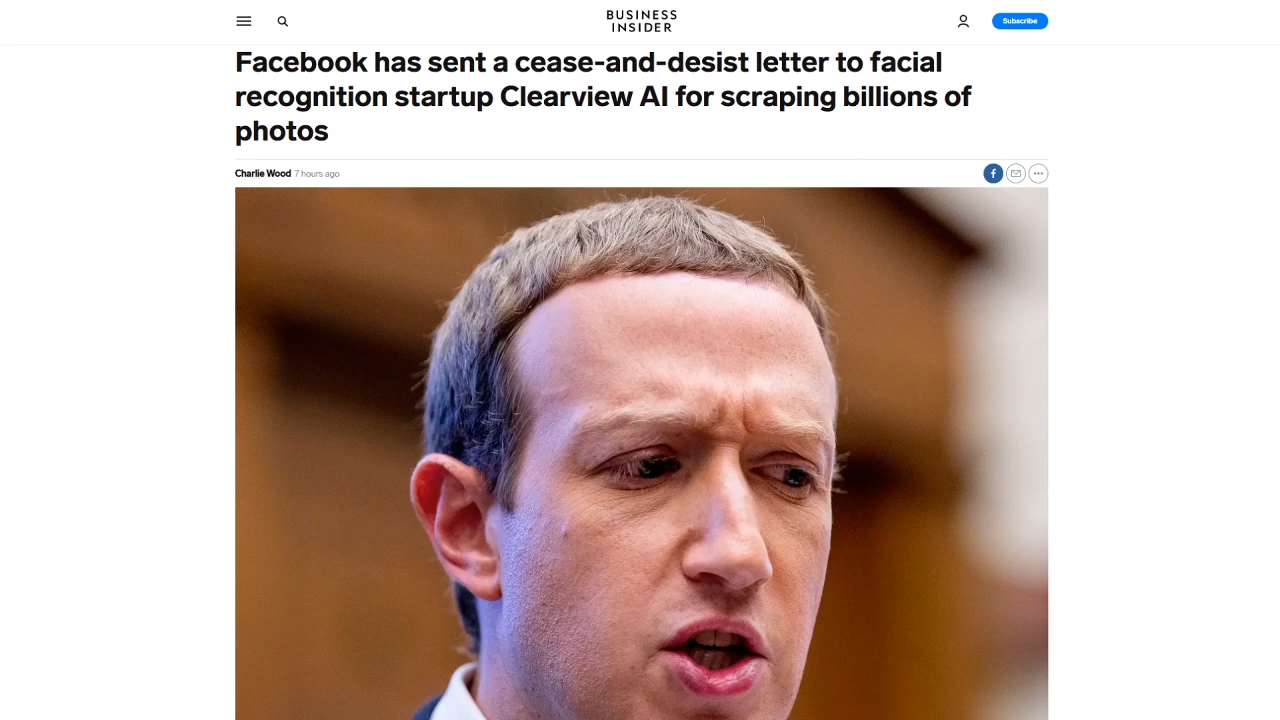 BUSINESS
INSIDER
Subscribe
Facebook has sent a cease-and-desist letter to facial
recognition startup Clearview AI for scraping billions of
photos
Charlie Wood 7 hours ago